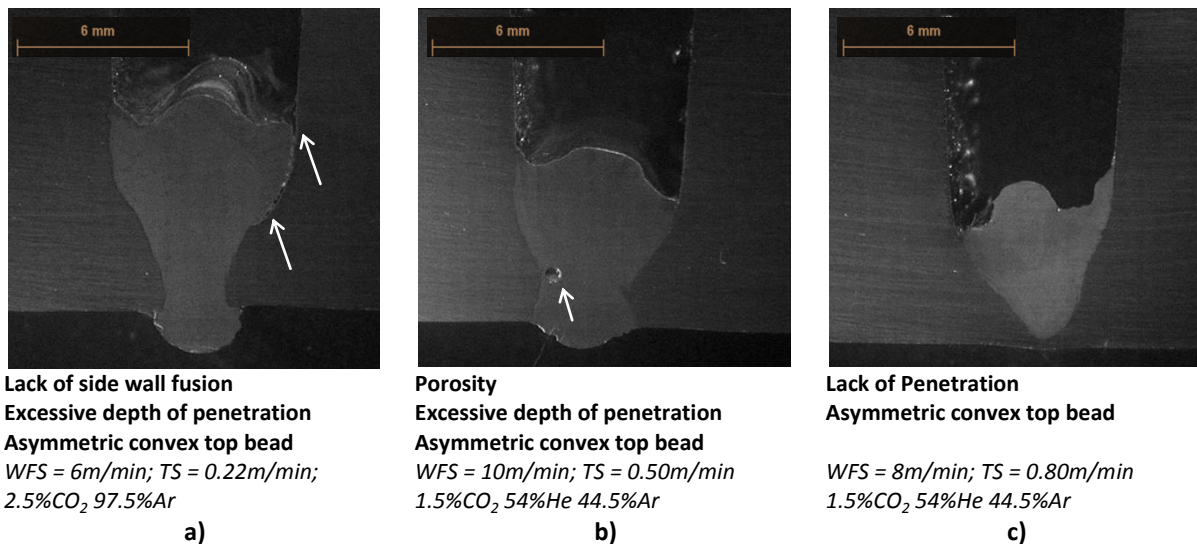 6 mm
6 mm
6 mm
Lack of side wall fusion
Excessive depth of penetration
Asymmetric convex top bead
WFS = 6m/min; TS = 0.22m/min;
2.5%CO₂ 97.5%Ar
a)
Porosity
Excessive depth of penetration
Asymmetric convex top bead
WFS = 10m/min; TS = 0.50m/min
1.5%CO₂ 54%He 44.5%Ar
b)
Lack of Penetration
Asymmetric convex top bead
WFS = 8m/min; TS = 0.80m/min
1.5%CO₂ 54%He 44.5%Ar
c)